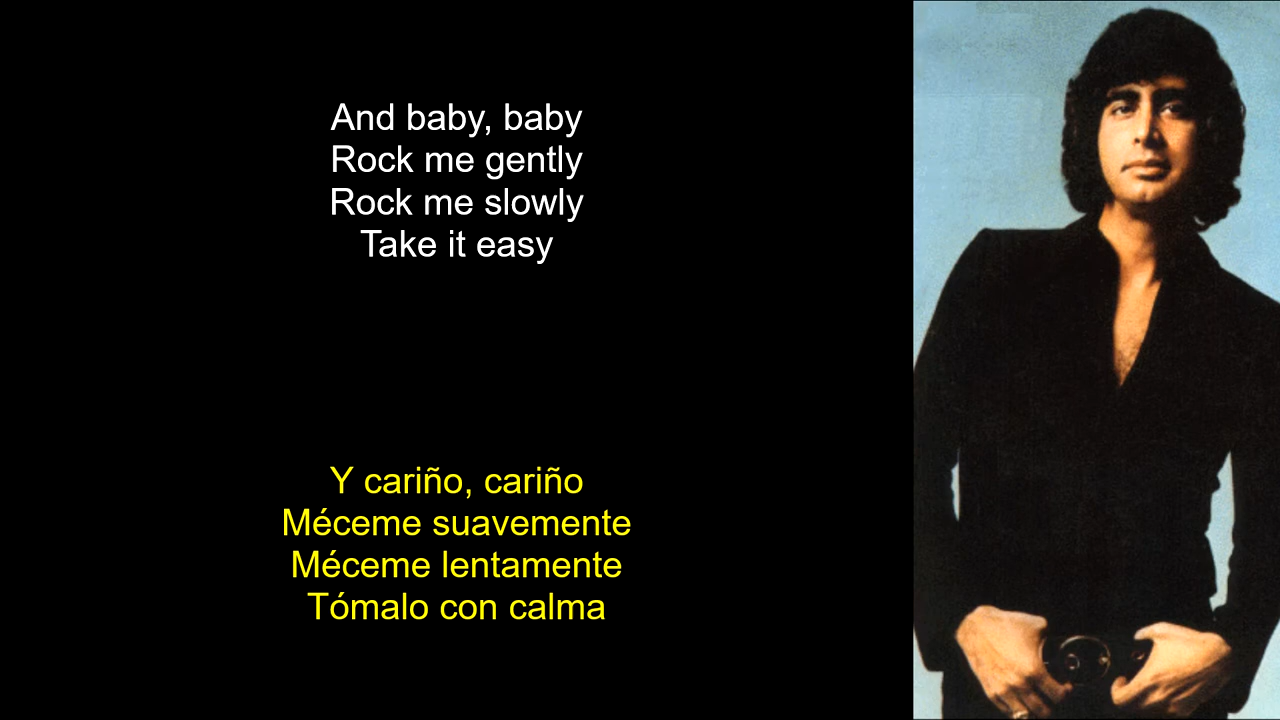 And baby, baby
Rock me gently
Rock me slowly
Take it easy
Y cariño, cariño
Méceme suavemente
Méceme lentamente
Tómalo con calma